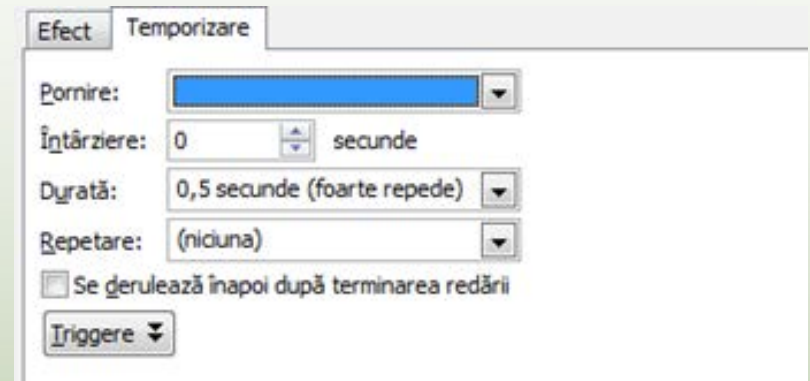 Efect Temporizare
Pornire:
Întârziere: 0 secunde
Durată: 0,5 secunde (foarte repede)
Repetare: (niciuna)
Se derulează înapoi după terminarea redării
Triggere